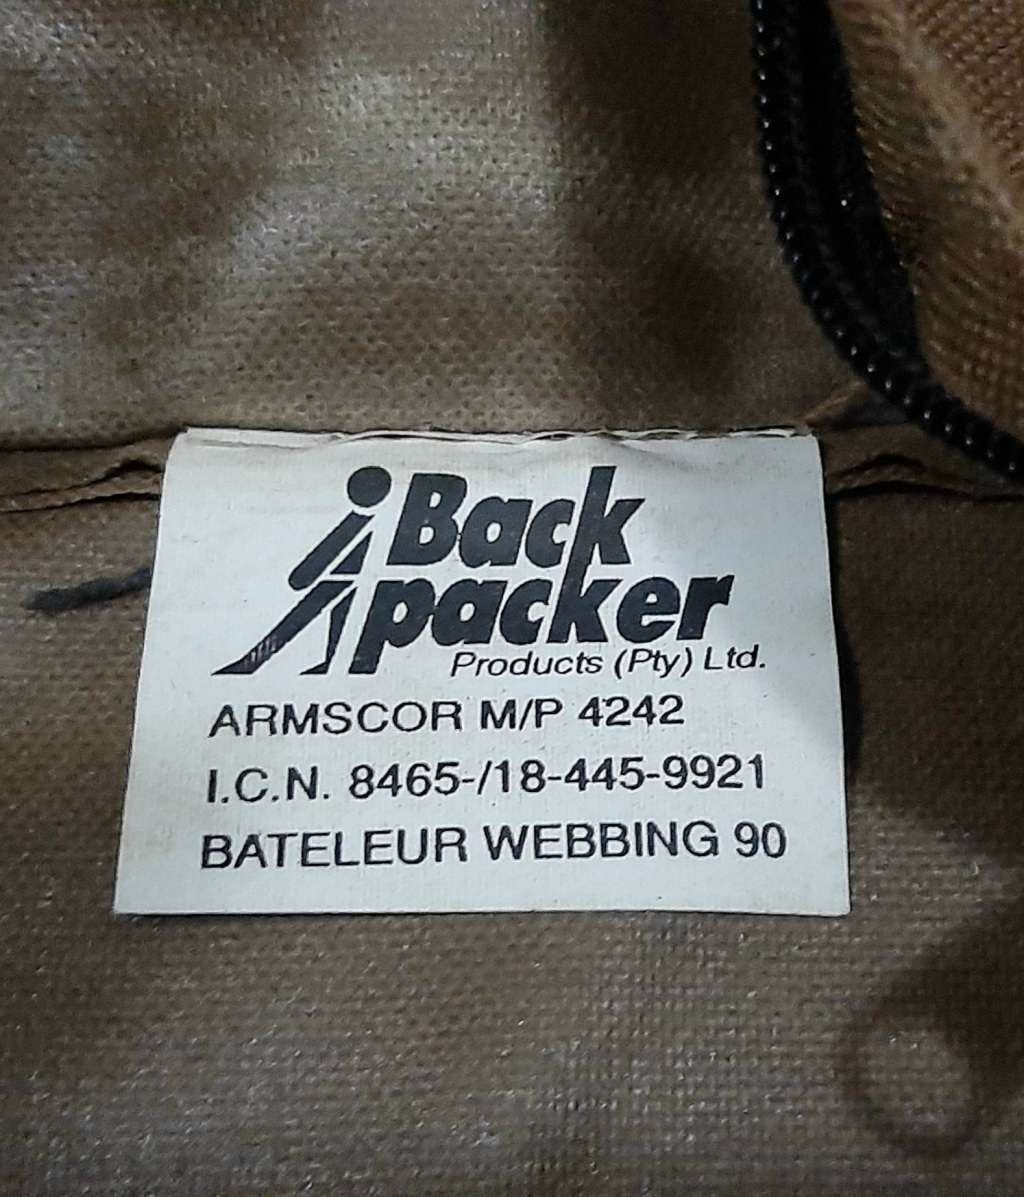 Back
packer
Products (Pty) Ltd.
ARMSCOR M/P 4242
I.C.N. 8465-/18-445-9921
BATELEUR WEBBING 90